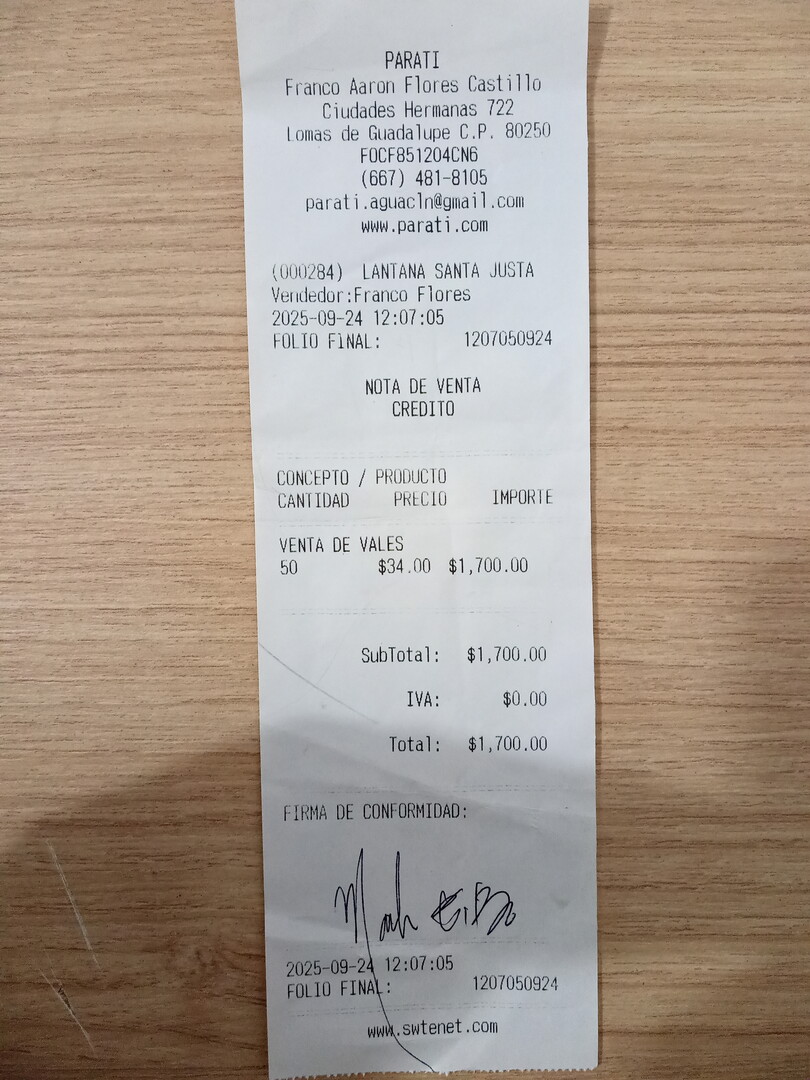 PARATI
Franco Aaron Flores Castillo
Ciudades Hermanas 722
Lomas de Guadalupe C.P. 80250
FOCF851204CN6
(667) 481-8105
parati.aguacln@gmail.com
www.parati.com
(000284) LANTANA SANTA JUSTA
Vendedor:Franco Flores
2025-09-24 12:07:05
FOLIO FINAL: 1207050924
NOTA DE VENTA
CREDITO
CONCEPTO / PRODUCTO
CANTIDAD PRECIO IMPORTE
VENTA DE VALES
50 $34.00 $1,700.00
SubTotal: $1,700.00
IVA: $0.00
Total: $1,700.00
FIRMA DE CONFORMIDAD:
2025-09-24 12:07:05
FOLIO FINAL: 1207050924
www.swtenet.com